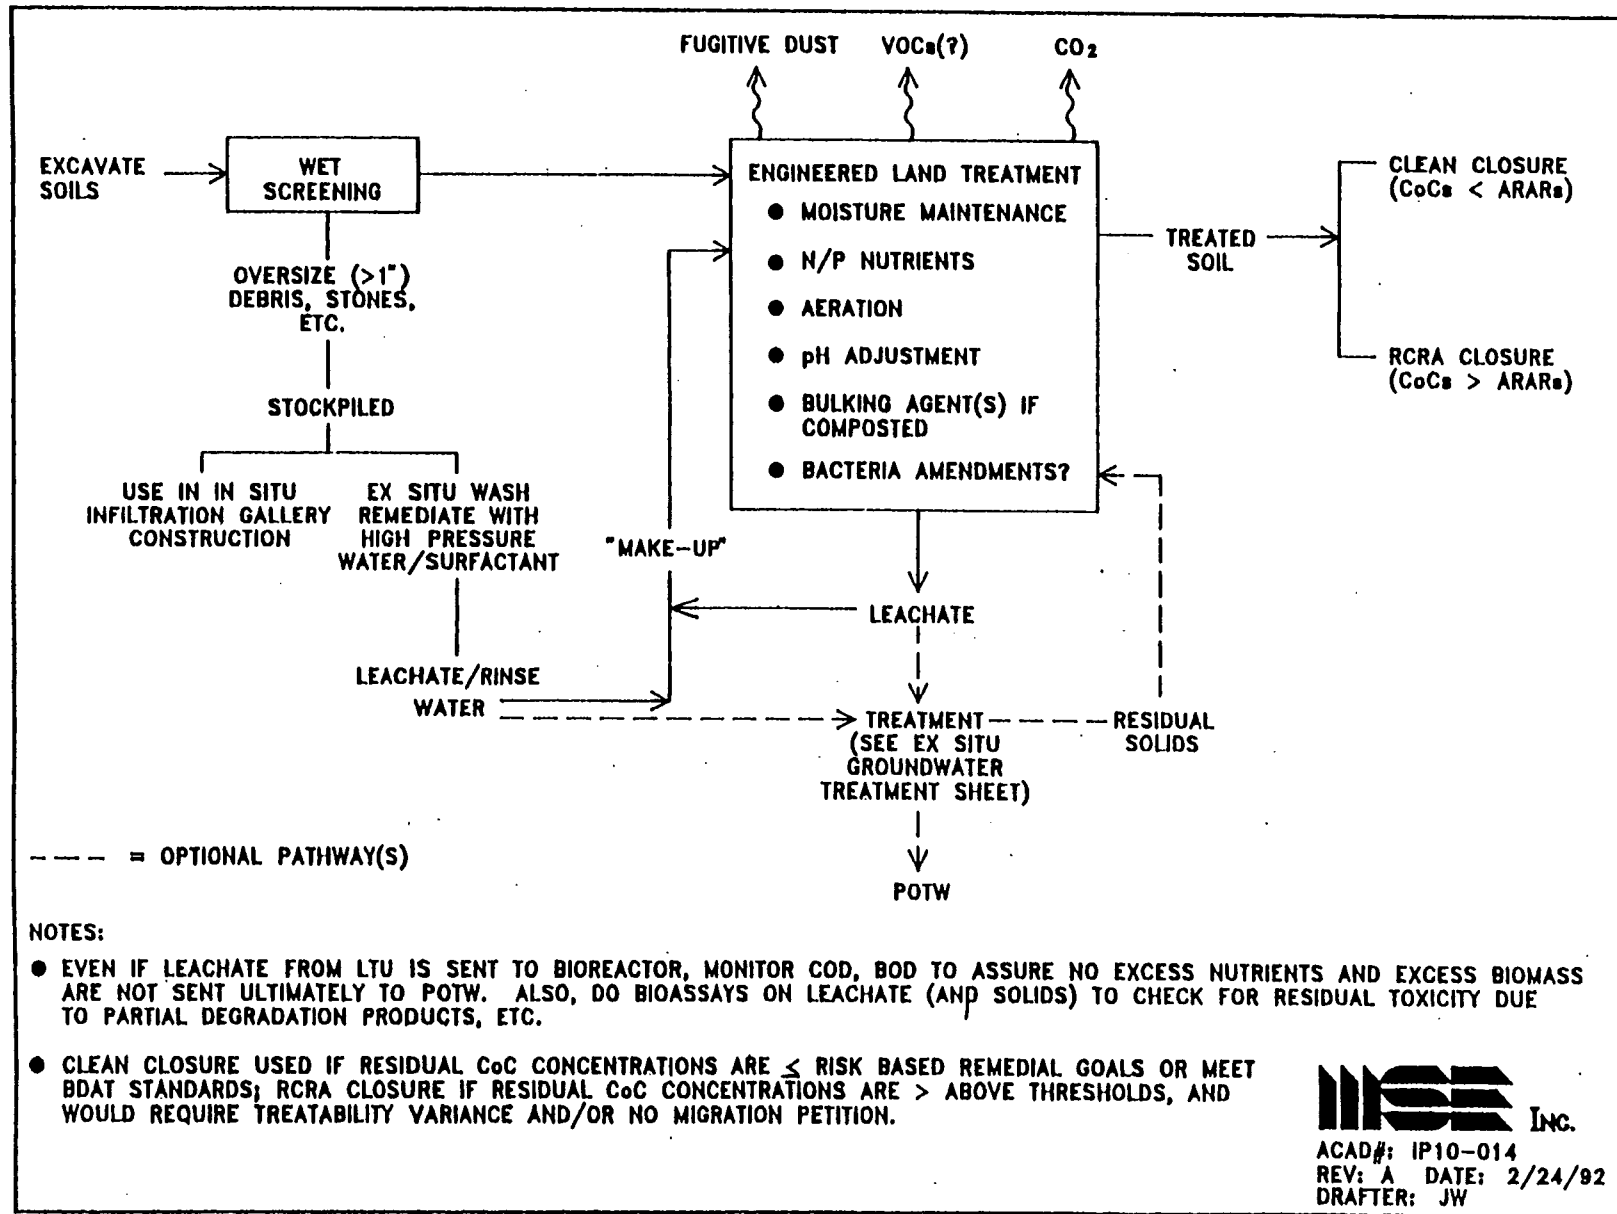 FUGITIVE DUST
VOCs(?)
CO2
EXCAVATE
SOILS
WET
SCREENING
ENGINEERED LAND TREATMENT
● MOISTURE MAINTENANCE
● N/P NUTRIENTS
● AERATION
● pH ADJUSTMENT
● BULKING AGENT(S) IF
COMPOSTED
● BACTERIA AMENDMENTS?
TREATED
SOIL
CLEAN CLOSURE
(CoCs < ARARs)
RCRA CLOSURE
(CoCs > ARARs)
OVERSIZE (>1")
DEBRIS, STONES,
ETC.
STOCKPILED
USE IN IN SITU
INFILTRATION GALLERY
CONSTRUCTION
EX SITU WASH
REMEDIATE WITH
HIGH PRESSURE
WATER/SURFACTANT
"MAKE-UP"
LEACHATE
LEACHATE/RINSE
WATER
TREATMENT
(SEE EX SITU
GROUNDWATER
TREATMENT SHEET)
RESIDUAL
SOLIDS
POTW
---- = OPTIONAL PATHWAY(S)
NOTES:
● EVEN IF LEACHATE FROM LTU IS SENT TO BIOREACTOR, MONITOR COD, BOD TO ASSURE NO EXCESS NUTRIENTS AND EXCESS BIOMASS
ARE NOT SENT ULTIMATELY TO POTW. ALSO, DO BIOASSAYS ON LEACHATE (AND SOLIDS) TO CHECK FOR RESIDUAL TOXICITY DUE
TO PARTIAL DEGRADATION PRODUCTS, ETC.
● CLEAN CLOSURE USED IF RESIDUAL CoC CONCENTRATIONS ARE ≤ RISK BASED REMEDIAL GOALS OR MEET
BDAT STANDARDS; RCRA CLOSURE IF RESIDUAL CoC CONCENTRATIONS ARE > ABOVE THRESHOLDS, AND
WOULD REQUIRE TREATABILITY VARIANCE AND/OR NO MIGRATION PETITION.
MSE INC.
ACAD#: IP10-014
REV: A DATE: 2/24/92
DRAFTER: JW